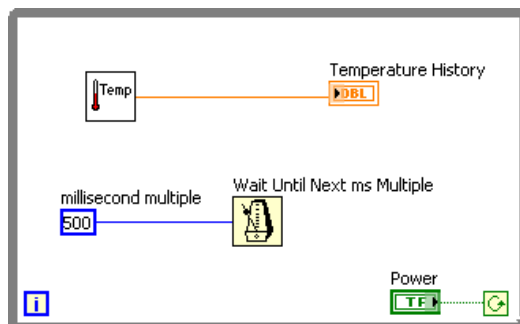 Temperature History
Temp
DBL
Wait Until Next ms Multiple
millisecond multiple
500
Power
TF
i